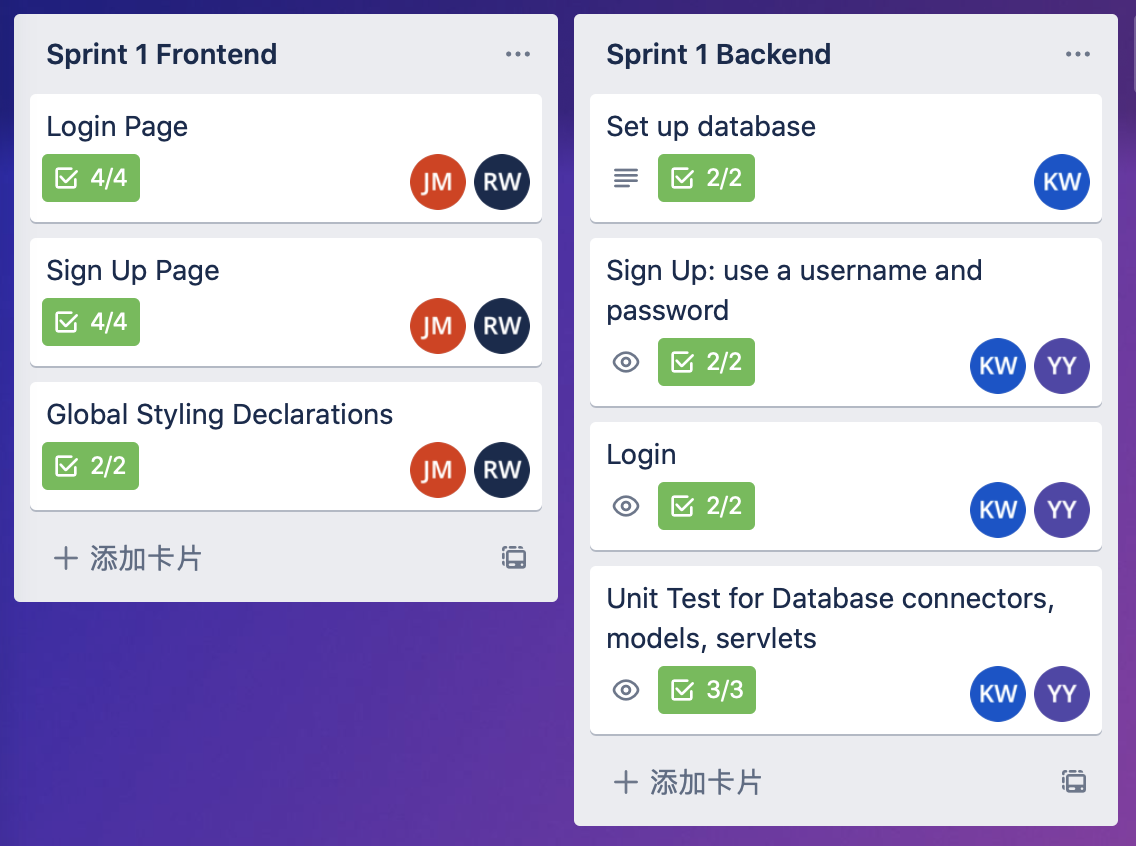 Sprint 1 Frontend
Login Page
4/4
JM RW
Sign Up Page
4/4
JM RW
Global Styling Declarations
2/2
JM RW
添加卡片
Sprint 1 Backend
Set up database
2/2
KW
Sign Up: use a username and
password
2/2
KW YY
Login
2/2
KW YY
Unit Test for Database connectors,
models, servlets
3/3
KW YY
添加卡片